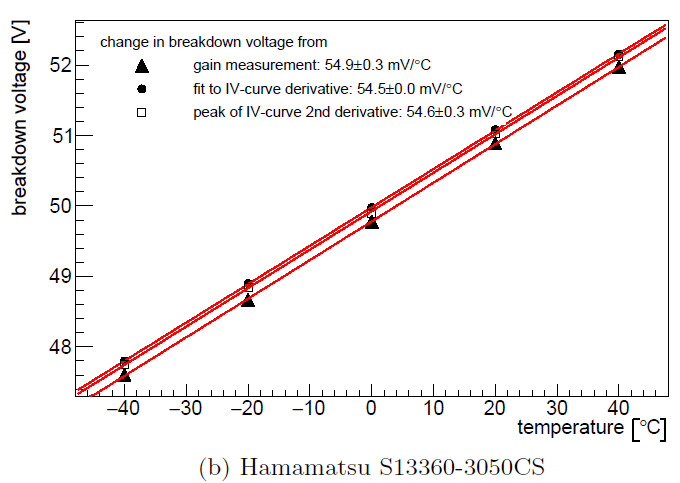 breakdown voltage [V]
change in breakdown voltage from
gain measurement: 54.9±0.3 mV/°C
fit to IV-curve derivative: 54.5±0.0 mV/°C
peak of IV-curve 2nd derivative: 54.6±0.3 mV/°C
52
51
50
49
48
−40 −20 0 −10 10 20 30 40
temperature [°C]
(b) Hamamatsu S13360-3050CS